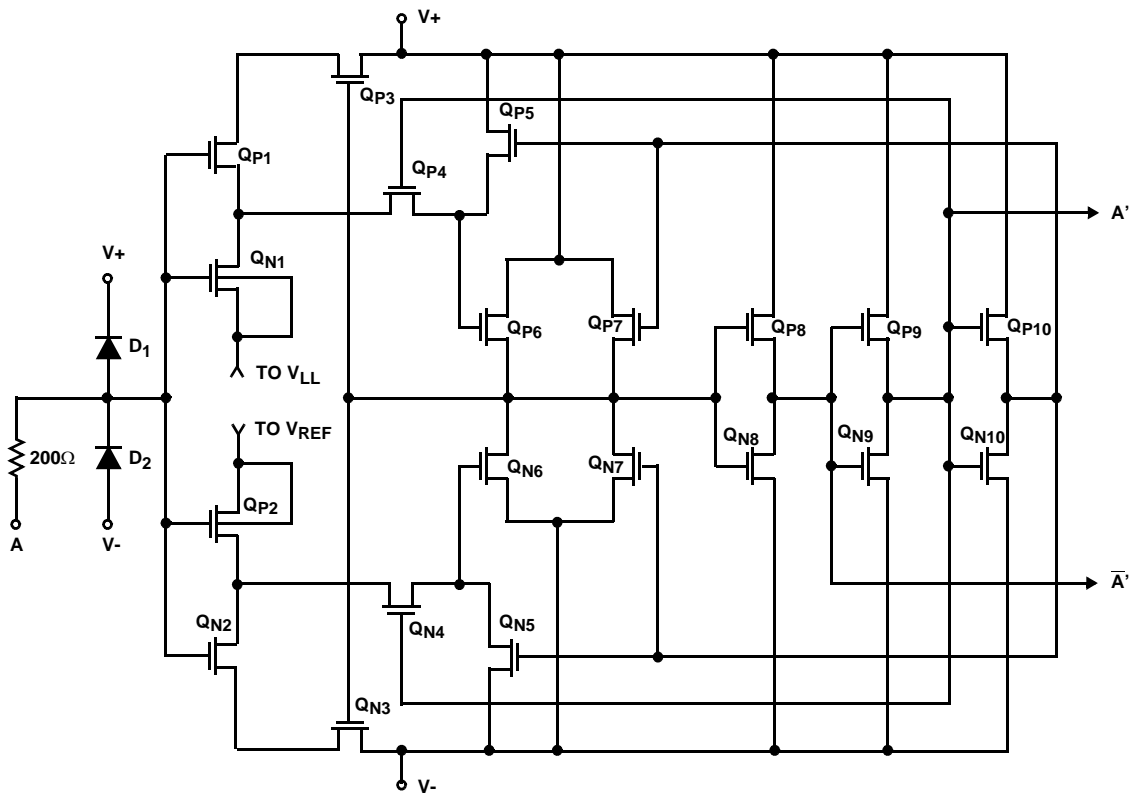 V+
QP3
QP5
QP1
QP4
A'
V+
QN1
QP6
QP7
QP8
QP9
QP10
D1
TO VLL
TO VREF
200Ω
D2
QN6
QN7
QN8
QN9
QN10
QP2
A
V-
A̅'
QN2
QN4
QN5
QN3
V-